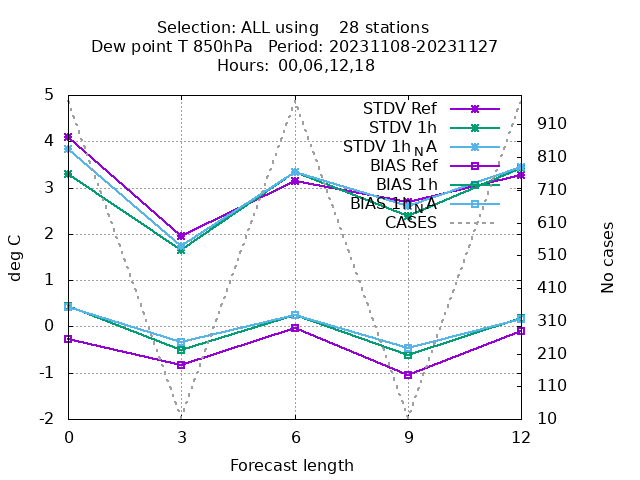 Selection: ALL using    28 stations
Dew point T 850hPa   Period: 20231108-20231127
Hours: 00,06,12,18
STDV Ref
STDV 1h
STDV 1h_NA
BIAS Ref
BIAS 1h
BIAS 1h_NA
CASES
5
4
3
2
1
0
-1
-2
deg C
910
810
710
610
510
410
310
210
110
10
No cases
0 3 6 9 12
Forecast length